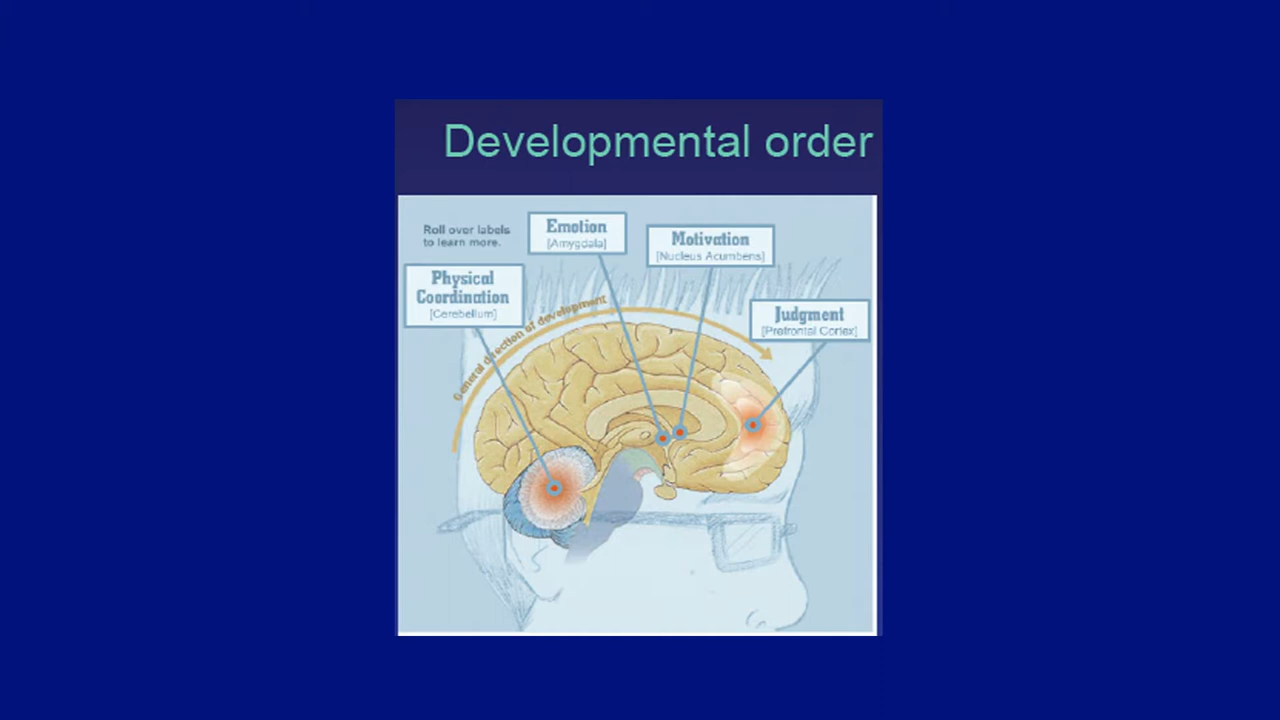 Developmental order
Roll over labels
to learn more.
Emotion
[Amygdala]
Motivation
[Nucleus Acumbens]
Physical
Coordination
[Cerebellum]
Judgment
[Prefrontal Cortex]
General direction of development